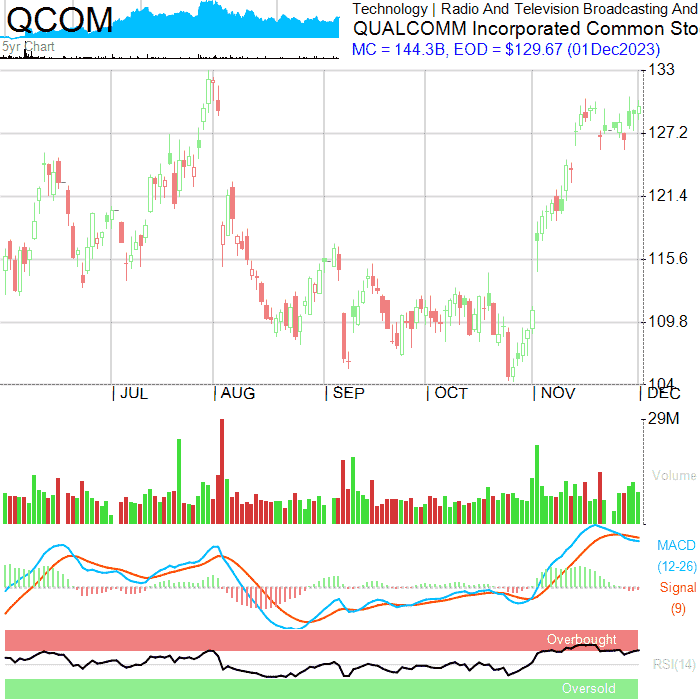 QCOM
5yr Chart
Technology | Radio And Television Broadcasting And
QUALCOMM Incorporated Common Sto
MC = 144.3B, EOD = $129.67 (01Dec2023)
133
127.2
121.4
115.6
109.8
104
JUL
AUG
SEP
OCT
NOV
DEC
29M
Volume
MACD
(12-26)
Signal
(9)
Overbought
RSI(14)
Oversold